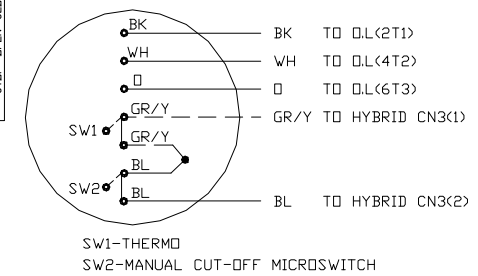 BK BK TO O.L(2T1)
WH WH TO O.L(4T2)
O O TO O.L(6T3)
GR/Y TO HYBRID CN3(1)
SW1 GR/Y
GR/Y
BL
SW2
BL BL TO HYBRID CN3(2)
SW1-THERMO
SW2-MANUAL CUT-OFF MICROSWITCH